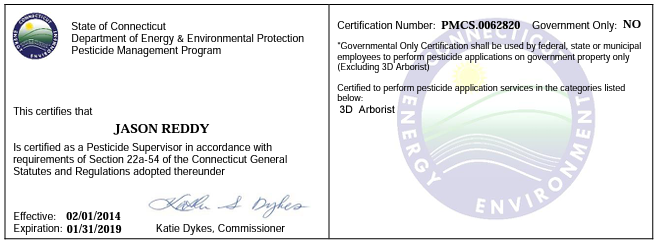 State of Connecticut
Department of Energy & Environmental Protection
Pesticide Management Program
This certifies that
JASON REDDY
Is certified as a Pesticide Supervisor in accordance with
requirements of Section 22a-54 of the Connecticut General
Statutes and Regulations adopted thereunder
Katie S Dykes
Effective: 02/01/2014
Expiration: 01/31/2019
Katie Dykes, Commissioner
Certification Number: PMCS.0062820 Government Only: NO
*Governmental Only Certification shall be used by federal, state or municipal
employees to perform pesticide applications on government property only
(Excluding 3D Arborist)
Certified to perform pesticide application services in the categories listed
below:
3D Arborist
CONNECTICUT
ENERGY
ENVIRONMENT
CONNECTICUT
ENERGY
ENVIRONMENT